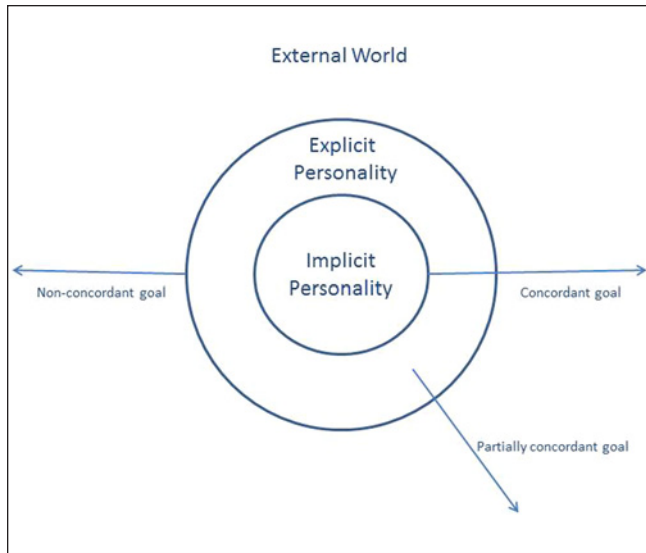 External World
Explicit
Personality
Implicit
Personality
Non-concordant goal
Concordant goal
Partially concordant goal